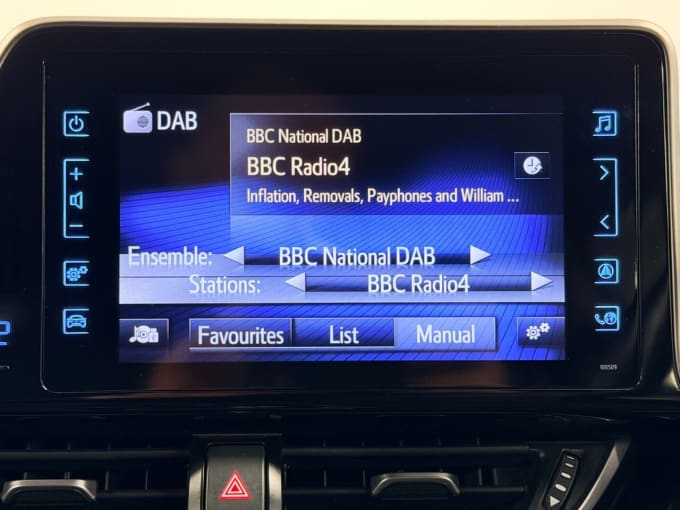 DAB
BBC National DAB
BBC Radio4
Inflation, Removals, Payphones and William ...
Ensemble: BBC National DAB
Stations: BBC Radio4
Favourites List Manual
100509